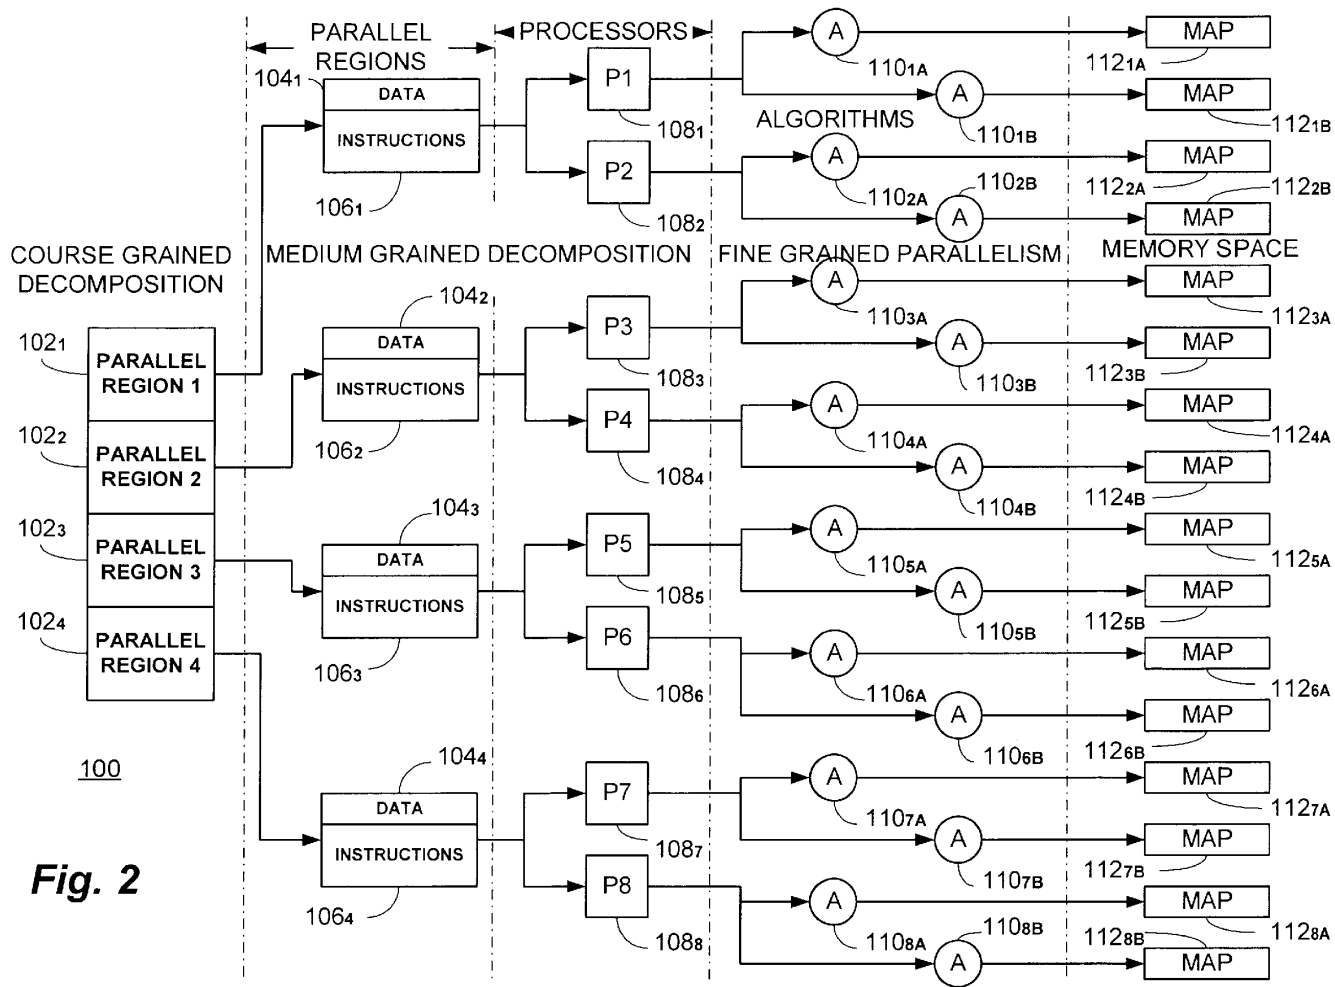 PARALLEL
REGIONS
PROCESSORS
A
110₁A
MAP
112₁A
104₁
DATA
INSTRUCTIONS
106₁
P1
108₁
A
110₁B
MAP
112₁B
ALGORITHMS
P2
108₂
A
110₂A
MAP
112₂A
110₂B
A
112₂B
MAP
COURSE GRAINED
DECOMPOSITION
MEDIUM GRAINED DECOMPOSITION
FINE GRAINED PARALLELISM
MEMORY SPACE
102₁
PARALLEL
REGION 1
102₂
PARALLEL
REGION 2
102₃
PARALLEL
REGION 3
102₄
PARALLEL
REGION 4
104₂
DATA
INSTRUCTIONS
106₂
P3
108₃
A
110₃A
MAP
112₃A
A
110₃B
MAP
112₃B
P4
108₄
A
110₄A
MAP
112₄A
A
110₄B
MAP
112₄B
104₃
DATA
INSTRUCTIONS
106₃
P5
108₅
A
110₅A
MAP
112₅A
A
110₅B
MAP
112₅B
P6
108₆
A
110₆A
MAP
112₆A
A
110₆B
MAP
112₆B
104₄
DATA
INSTRUCTIONS
106₄
P7
108₇
A
110₇A
MAP
112₇A
A
110₇B
MAP
112₇B
P8
108₈
A
110₈A
MAP
112₈A
110₈B
A
112₈B
MAP
100
Fig. 2